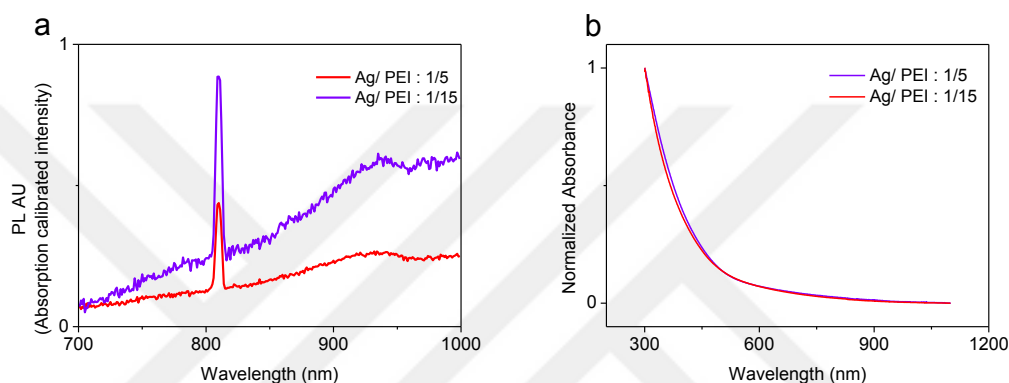 a
1
Ag/ PEI : 1/5
Ag/ PEI : 1/15
PL AU
(Absorption calibrated intensity)
0
700
800
900
1000
Wavelength (nm)
b
1
Ag/ PEI : 1/5
Ag/ PEI : 1/15
Normalized Absorbance
0
300
600
900
1200
Wavelength (nm)